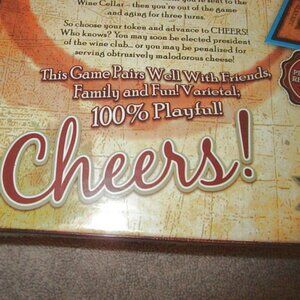 Wine Cellar – then you're out of the game
and aging for three turns.
So choose your token and advance to CHEERS!
Who knows? You may soon be elected president
of the wine club...or you may be penalized for
serving obtrusively malodorous cheese!
This Game Pairs Well With Friends,
Family and Fun! Varietal;
100% Playful!
Cheers!